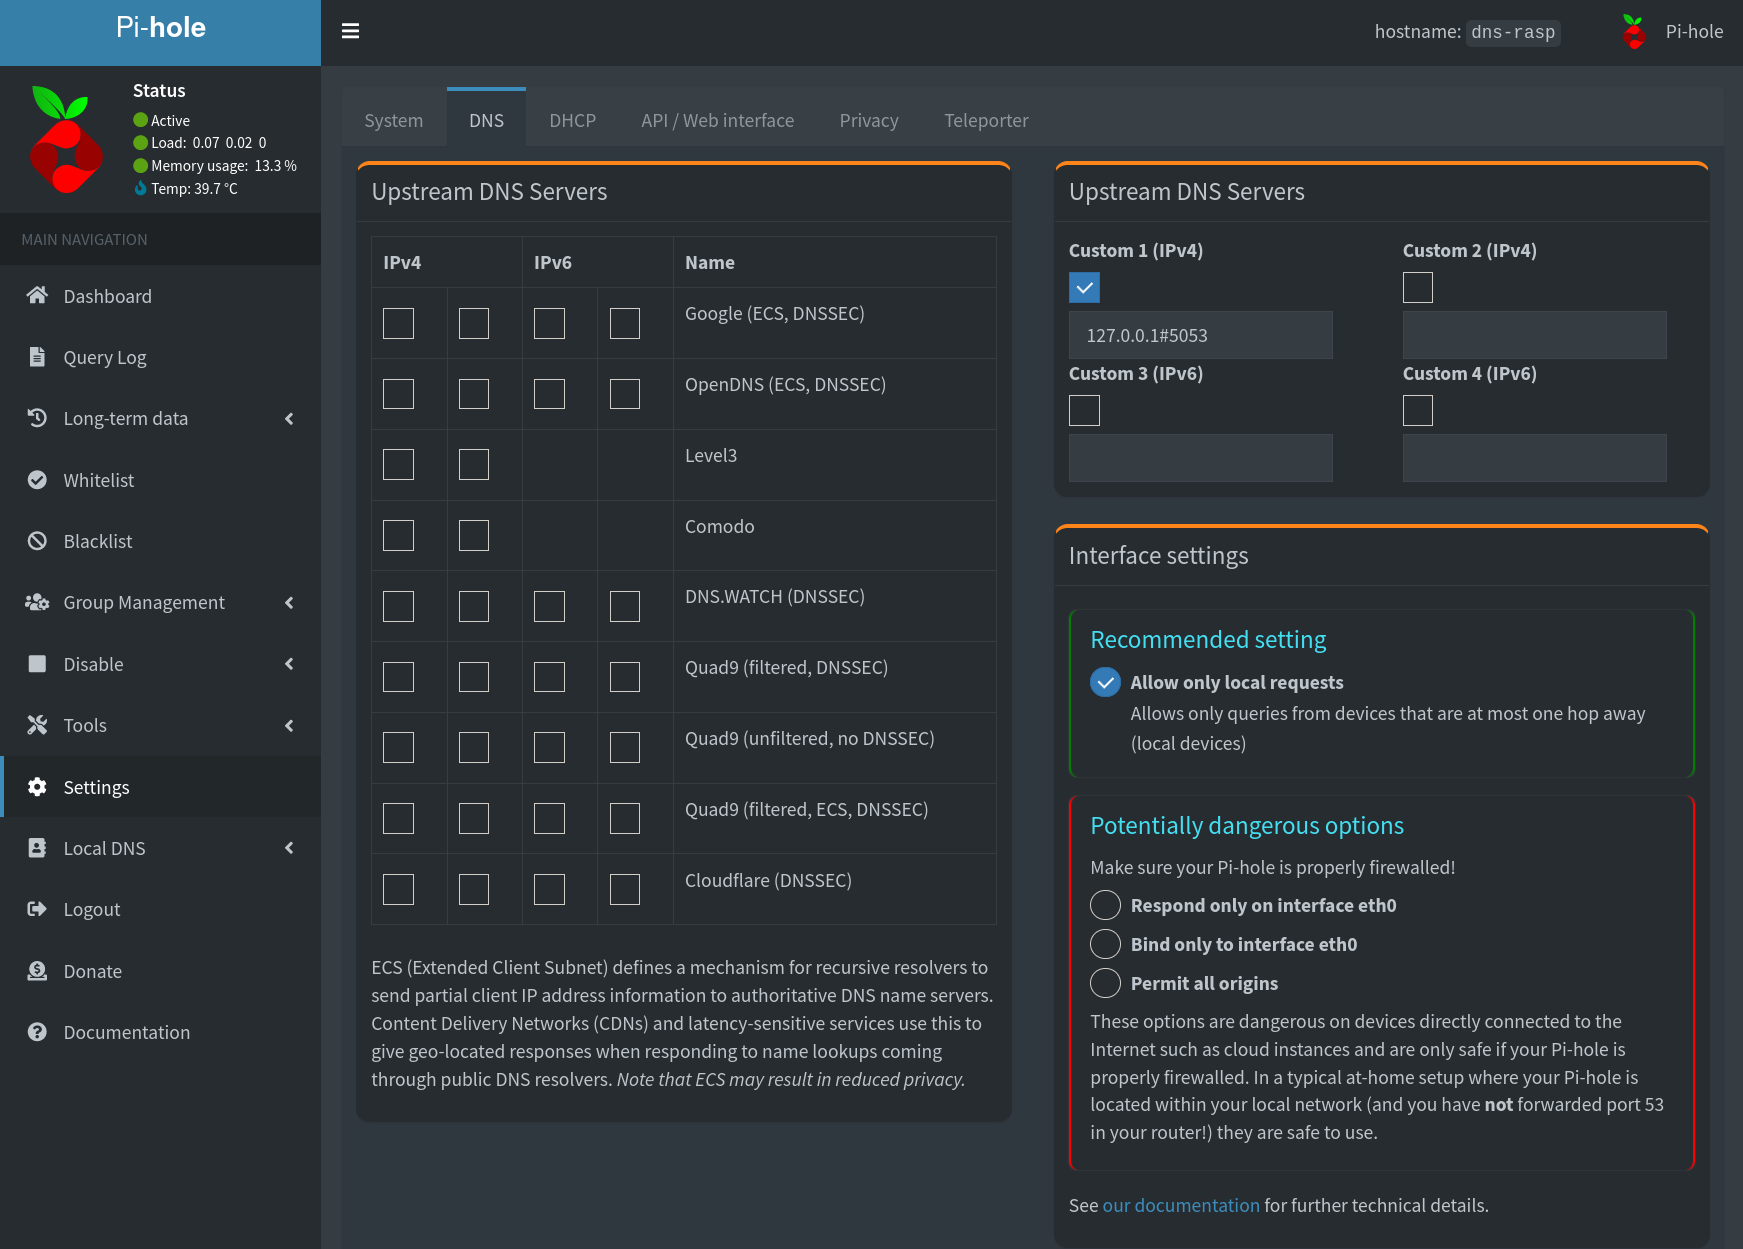 Pi-hole
hostname: dns-rasp
Pi-hole
Status
Active
Load: 0.07 0.02 0
Memory usage: 13.3 %
Temp: 39.7 °C
MAIN NAVIGATION
Dashboard
Query Log
Long-term data
Whitelist
Blacklist
Group Management
Disable
Tools
Settings
Local DNS
Logout
Donate
Documentation
System DNS DHCP API / Web interface Privacy Teleporter
Upstream DNS Servers
IPv4 IPv6 Name
Google (ECS, DNSSEC)
OpenDNS (ECS, DNSSEC)
Level3
Comodo
DNS.WATCH (DNSSEC)
Quad9 (filtered, DNSSEC)
Quad9 (unfiltered, no DNSSEC)
Quad9 (filtered, ECS, DNSSEC)
Cloudflare (DNSSEC)
ECS (Extended Client Subnet) defines a mechanism for recursive resolvers to
send partial client IP address information to authoritative DNS name servers.
Content Delivery Networks (CDNs) and latency-sensitive services use this to
give geo-located responses when responding to name lookups coming
through public DNS resolvers. Note that ECS may result in reduced privacy.
Upstream DNS Servers
Custom 1 (IPv4) Custom 2 (IPv4)
127.0.0.1#5053
Custom 3 (IPv6) Custom 4 (IPv6)
Interface settings
Recommended setting
Allow only local requests
Allows only queries from devices that are at most one hop away
(local devices)
Potentially dangerous options
Make sure your Pi-hole is properly firewalled!
Respond only on interface eth0
Bind only to interface eth0
Permit all origins
These options are dangerous on devices directly connected to the
Internet such as cloud instances and are only safe if your Pi-hole is
properly firewalled. In a typical at-home setup where your Pi-hole is
located within your local network (and you have not forwarded port 53
in your router!) they are safe to use.
See our documentation for further technical details.